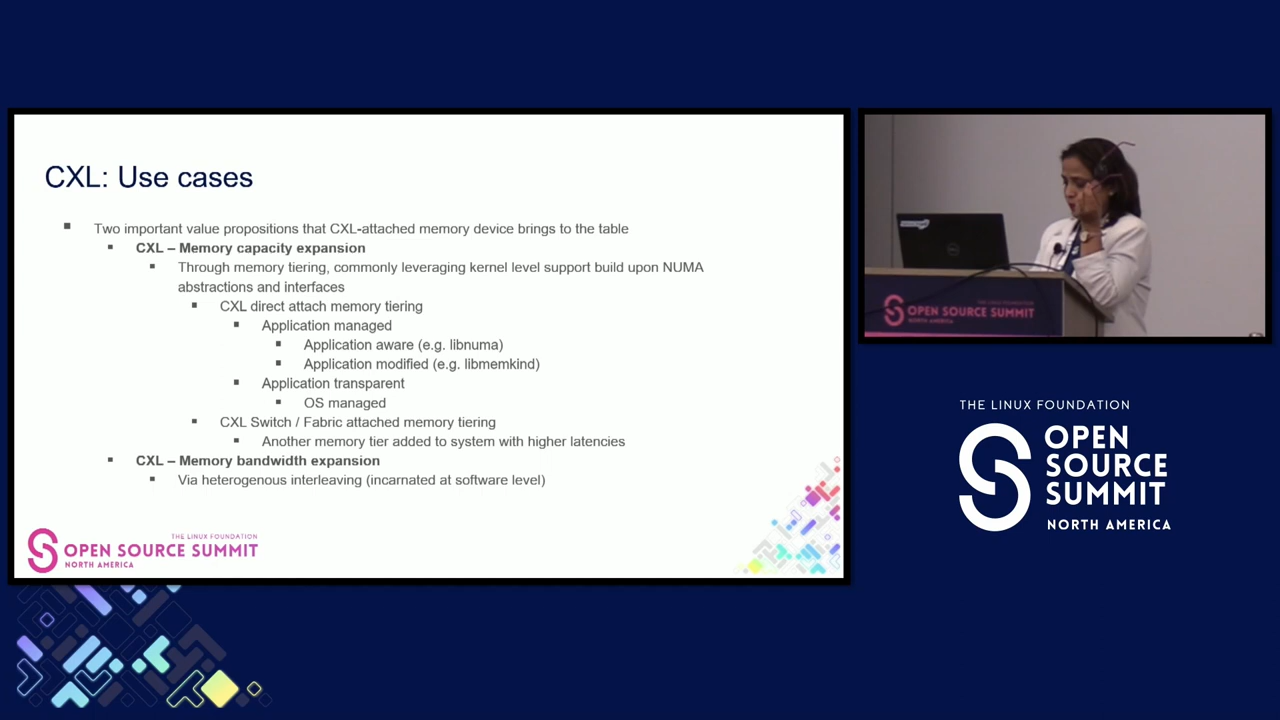 CXL: Use cases
▪ Two important value propositions that CXL-attached memory device brings to the table
▪ CXL – Memory capacity expansion
▪ Through memory tiering, commonly leveraging kernel level support build upon NUMA
abstractions and interfaces
▪ CXL direct attach memory tiering
▪ Application managed
▪ Application aware (e.g. libnuma)
▪ Application modified (e.g. libmemkind)
▪ Application transparent
▪ OS managed
▪ CXL Switch / Fabric attached memory tiering
▪ Another memory tier added to system with higher latencies
▪ CXL – Memory bandwidth expansion
▪ Via heterogenous interleaving (incarnated at software level)
THE LINUX FOUNDATION
OPEN SOURCE SUMMIT
NORTH AMERICA
THE LINUX FOUNDATION
OPEN SOURCE SUMMIT
NORTH AMERICA
DELL
THE LINUX FOUNDATION
OPEN
SOURCE
SUMMIT
NORTH AMERICA